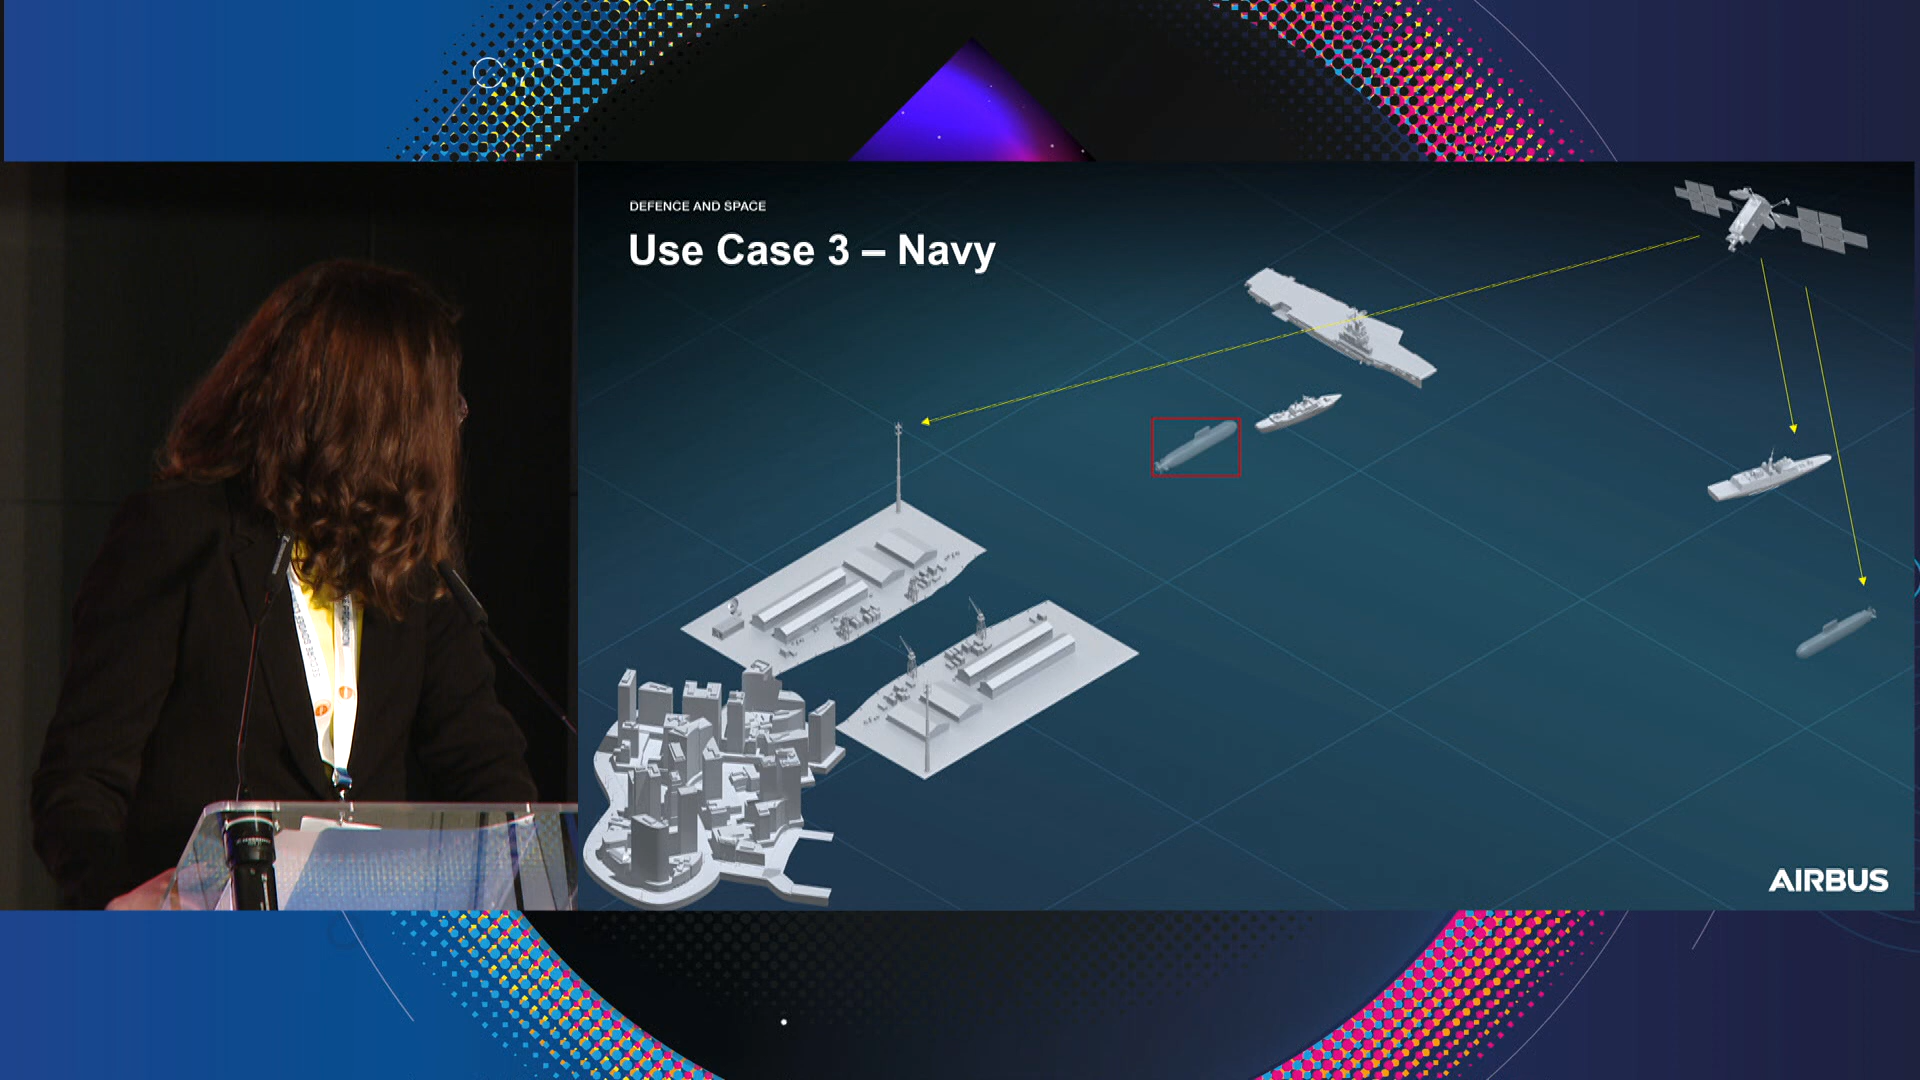 DEFENCE AND SPACE
Use Case 3 – Navy
AIRBUS